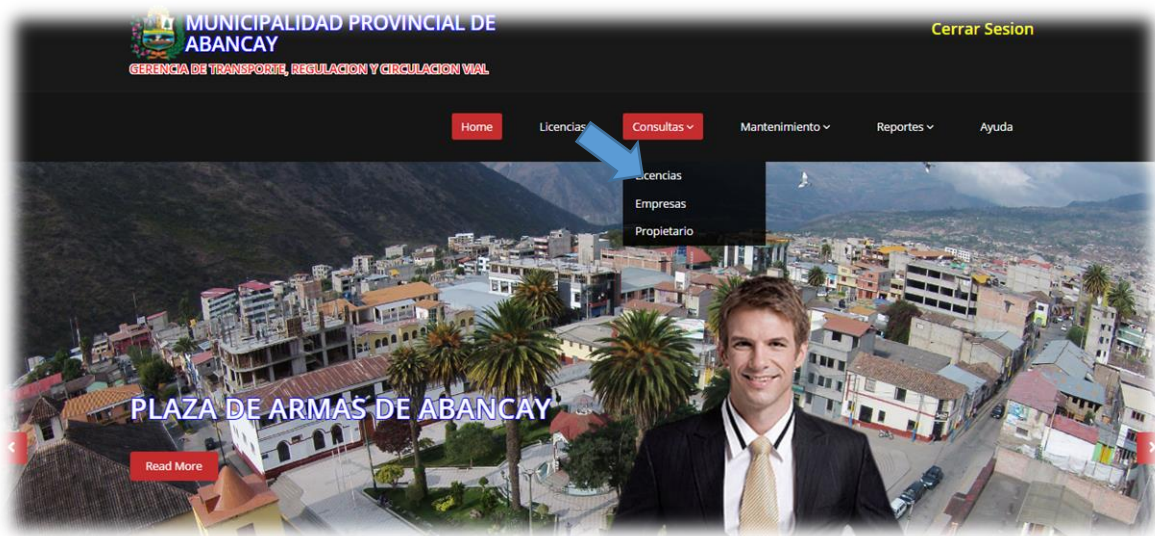 MUNICIPALIDAD PROVINCIAL DE
ABANCAY
GERENCIA DE TRANSPORTE, REGULACION Y CIRCULACION VIAL
Cerrar Sesion
Home
Licencias
Consultas
Mantenimiento
Reportes
Ayuda
Licencias
Empresas
Propietario
PLAZA DE ARMAS DE ABANCAY
Read More